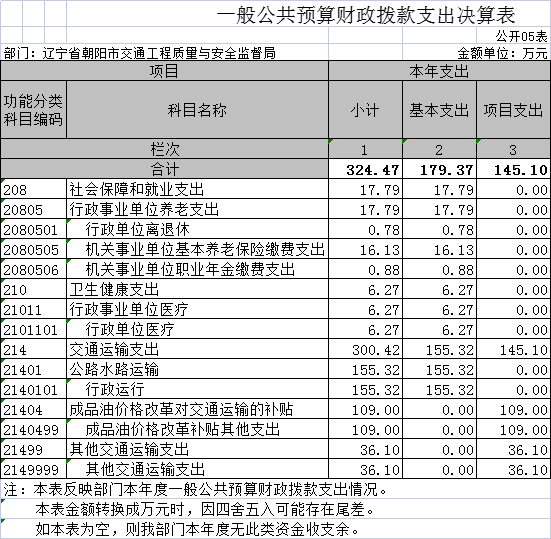 一般公共预算财政拨款支出决算表
公开05表
部门：辽宁省朝阳市交通工程质量与安全监督局 金额单位：万元
项目 本年支出
功能分类科目编码 科目名称 小计 基本支出 项目支出
栏次 1 2 3
合计 324.47 179.37 145.10
208 社会保障和就业支出 17.79 17.79 0.00
20805 行政事业单位养老支出 17.79 17.79 0.00
2080501 行政单位离退休 0.78 0.78 0.00
2080505 机关事业单位基本养老保险缴费支出 16.13 16.13 0.00
2080506 机关事业单位职业年金缴费支出 0.88 0.88 0.00
210 卫生健康支出 6.27 6.27 0.00
21011 行政事业单位医疗 6.27 6.27 0.00
2101101 行政单位医疗 6.27 6.27 0.00
214 交通运输支出 300.42 155.32 145.10
21401 公路水路运输 155.32 155.32 0.00
2140101 行政运行 155.32 155.32 0.00
21404 成品油价格改革对交通运输的补贴 109.00 0.00 109.00
2140499 成品油价格改革补贴其他支出 109.00 0.00 109.00
21499 其他交通运输支出 36.10 0.00 36.10
2149999 其他交通运输支出 36.10 0.00 36.10
注：本表反映部门本年度一般公共预算财政拨款支出情况。
本表金额转换成万元时，因四舍五入可能存在尾差。
如本表为空，则我部门本年度无此类资金收支余。